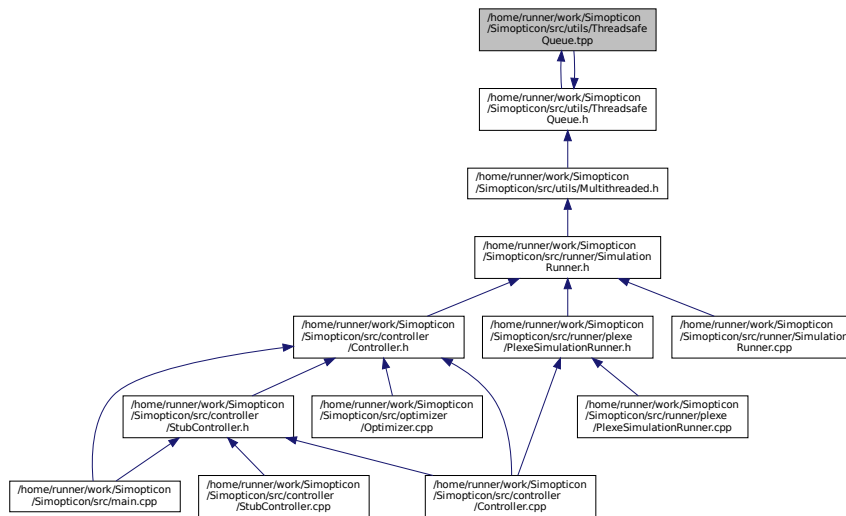 /home/runner/work/Simopticon
/Simopticon/src/utils/Threadsafe
Queue.tpp
/home/runner/work/Simopticon
/Simopticon/src/utils/Threadsafe
Queue.h
/home/runner/work/Simopticon
/Simopticon/src/utils/Multithreaded.h
/home/runner/work/Simopticon
/Simopticon/src/runner/Simulation
Runner.h
/home/runner/work/Simopticon
/Simopticon/src/controller
/Controller.h
/home/runner/work/Simopticon
/Simopticon/src/runner/plexe
/PlexeSimulationRunner.h
/home/runner/work/Simopticon
/Simopticon/src/runner/Simulation
Runner.cpp
/home/runner/work/Simopticon
/Simopticon/src/controller
/StubController.h
/home/runner/work/Simopticon
/Simopticon/src/optimizer
/Optimizer.cpp
/home/runner/work/Simopticon
/Simopticon/src/runner/plexe
/PlexeSimulationRunner.cpp
/home/runner/work/Simopticon
/Simopticon/src/main.cpp
/home/runner/work/Simopticon
/Simopticon/src/controller
/StubController.cpp
/home/runner/work/Simopticon
/Simopticon/src/controller
/Controller.cpp